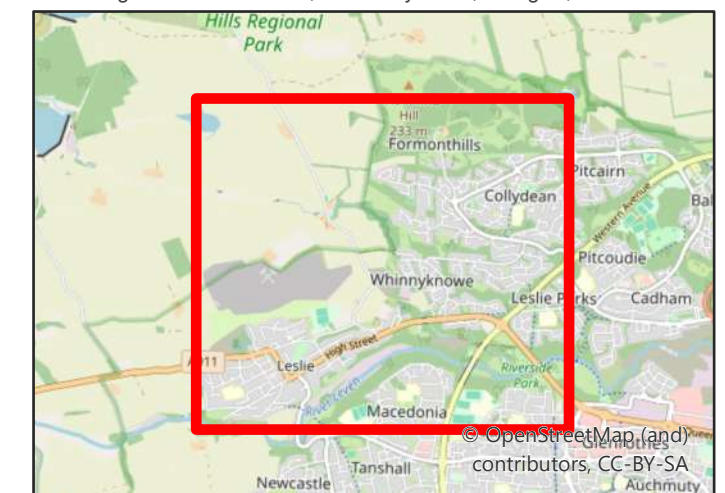 Hills Regional
Park
Hill
233 m
Formonthills
Pitcairn
Collydean
Western Avenue
Pitcoudie
Whinnyknowe
Leslie Parks
Cadham
High Street
A911
Leslie
Riverside
Park
River Leven
Macedonia
© OpenStreetMap (and)
contributors, CC-BY-SA
Glenrothes
Tanshall
Newcastle
Auchmuty